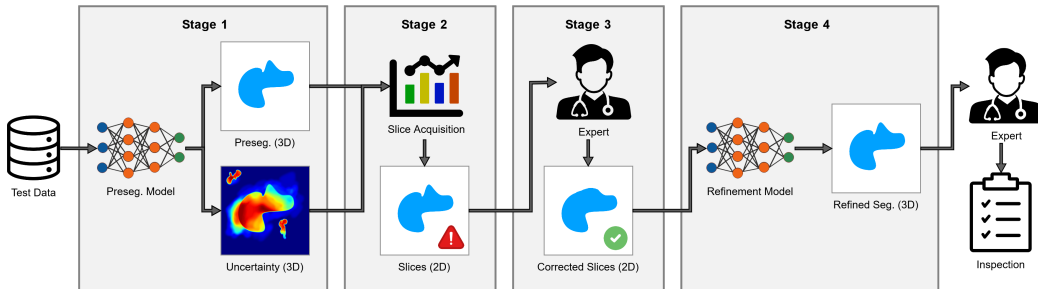 Stage 1
Stage 2
Stage 3
Stage 4
Test Data
Preseg. Model
Preseg. (3D)
Uncertainty (3D)
Slice Acquisition
Slices (2D)
Expert
Corrected Slices (2D)
Refinement Model
Refined Seg. (3D)
Expert
Inspection